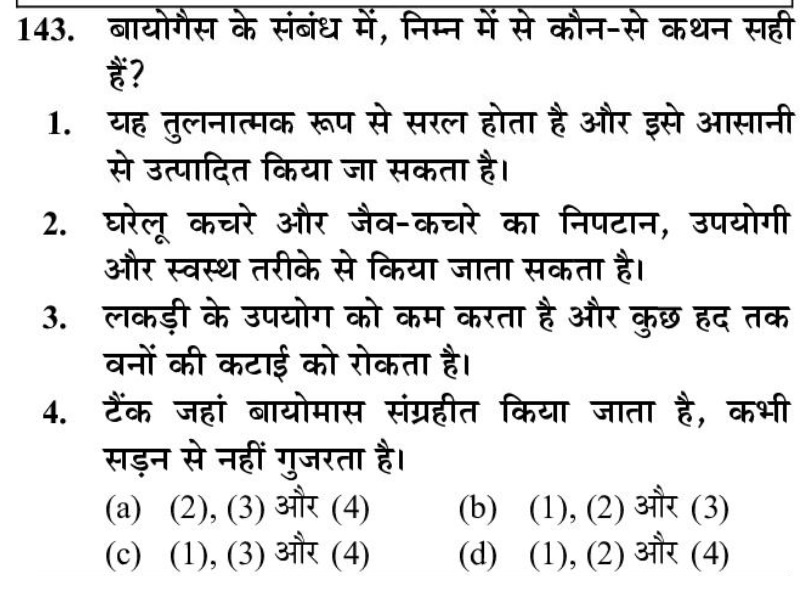 143. बायोगैस के संबंध में, निम्न में से कौन-से कथन सही
हैं?
1. यह तुलनात्मक रूप से सरल होता है और इसे आसानी
से उत्पादित किया जा सकता है।
2. घरेलू कचरे और जैव-कचरे का निपटान, उपयोगी
और स्वस्थ तरीके से किया जाता सकता है।
3. लकड़ी के उपयोग को कम करता है और कुछ हद तक
वनों की कटाई को रोकता है।
4. टैंक जहां बायोमास संग्रहीत किया जाता है, कभी
सड़न से नहीं गुजरता है।
(a) (2), (3) और (4) (b) (1), (2) और (3)
(c) (1), (3) और (4) (d) (1), (2) और (4)